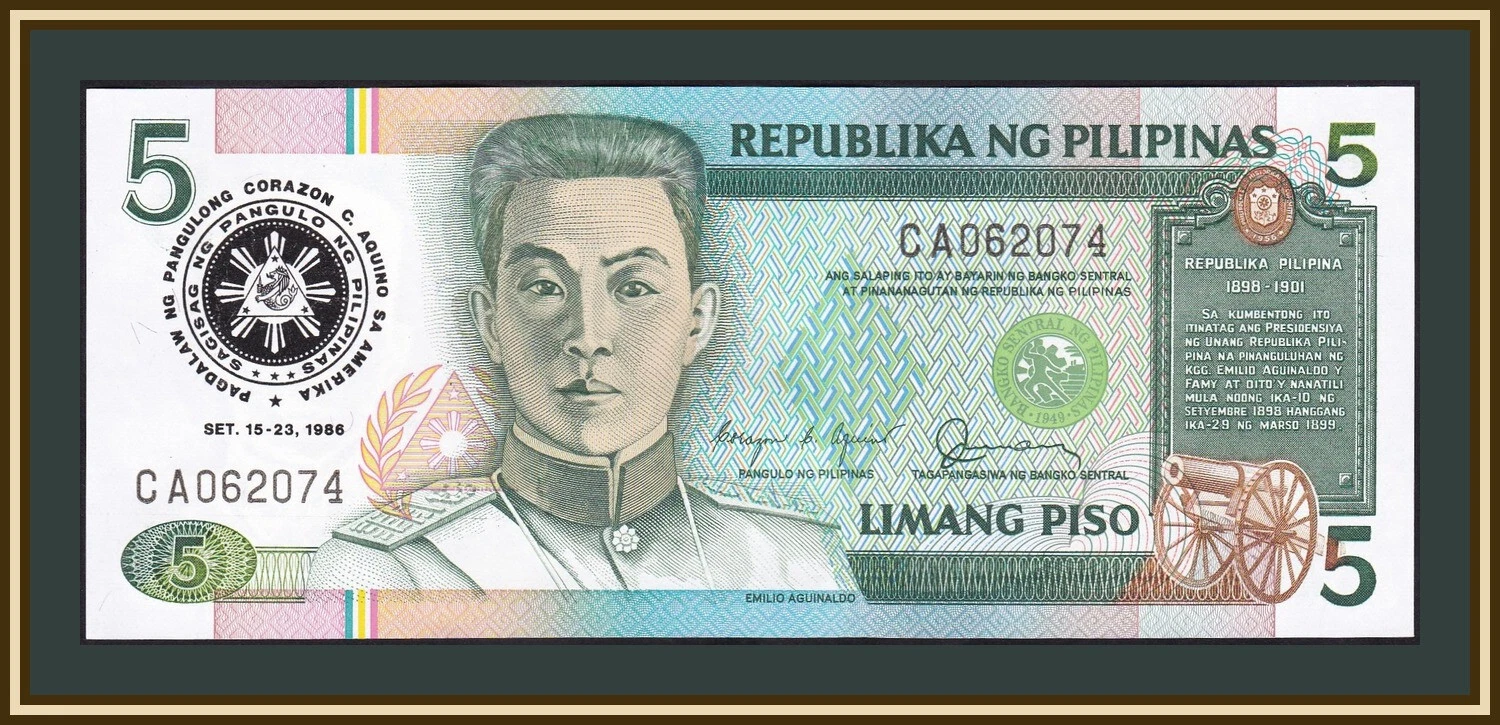 5
REPUBLIKA NG PILIPINAS
5
PAGDALAW NG PANGULONG CORAZON C. AQUINO SA AMERIKA ★
SAGISAG NG PANGULO NG PILIPINAS
SET. 15-23, 1986
CA062074
5
CA062074
ANG SALAPING ITO AY BAYARIN NG BANGKO SENTRAL
AT PINANANAGUTAN NG REPUBLIKA NG PILIPINAS
BANGKO SENTRAL NG PILIPINAS
1949
Corazon C. Aquino
PANGULO NG PILIPINAS
TAGAPANGASIWA NG BANGKO SENTRAL
LIMANG PISO
EMILIO AGUINALDO
REPUBLIKA PILIPINA
1898-1901
SA KUMBENTONG ITO
ITINATAG ANG PRESIDENSIYA
NG UNANG REPUBLIKA PILI-
PINA NA PINANGULUHAN NG
KGG. EMILIO AGUINALDO Y
FAMY AT DITO'Y NANATILI
MULA NOONG IKA-10 NG
SETYEMBRE 1898 HANGGANG
IKA-29 NG MARSO 1899.
5